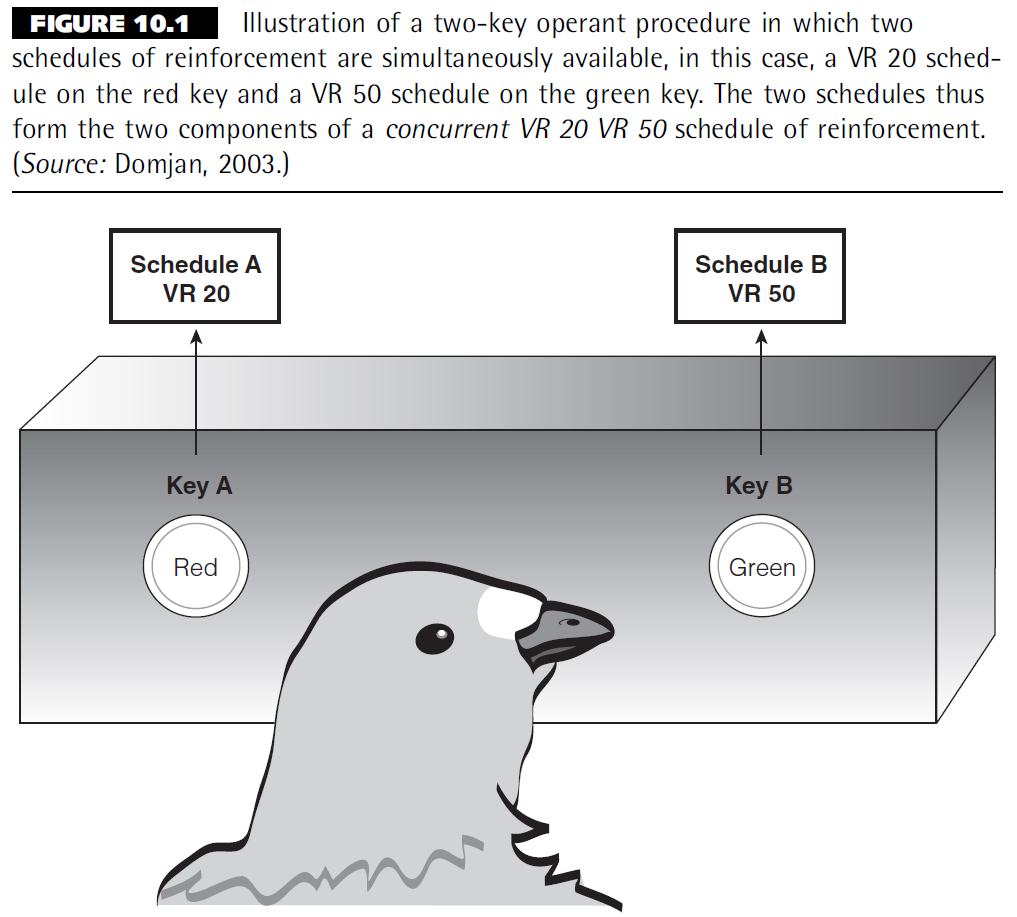 FIGURE 10.1 Illustration of a two-key operant procedure in which two
schedules of reinforcement are simultaneously available, in this case, a VR 20 sched-
ule on the red key and a VR 50 schedule on the green key. The two schedules thus
form the two components of a concurrent VR 20 VR 50 schedule of reinforcement.
(Source: Domjan, 2003.)
Schedule A
VR 20
Schedule B
VR 50
Key A
Key B
Red
Green